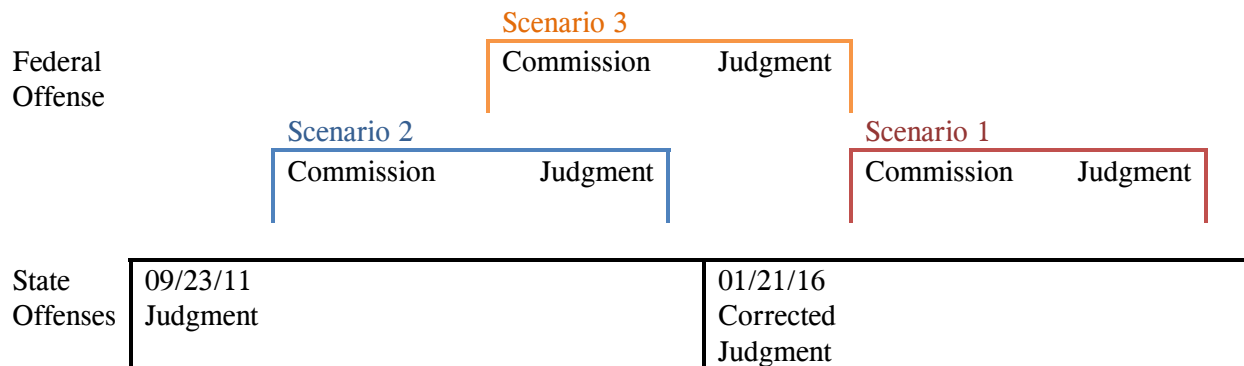 Scenario 3
Federal Offense
Commission Judgment
Scenario 2
Scenario 1
Commission Judgment
Commission Judgment
State Offenses
09/23/11
Judgment
01/21/16
Corrected
Judgment